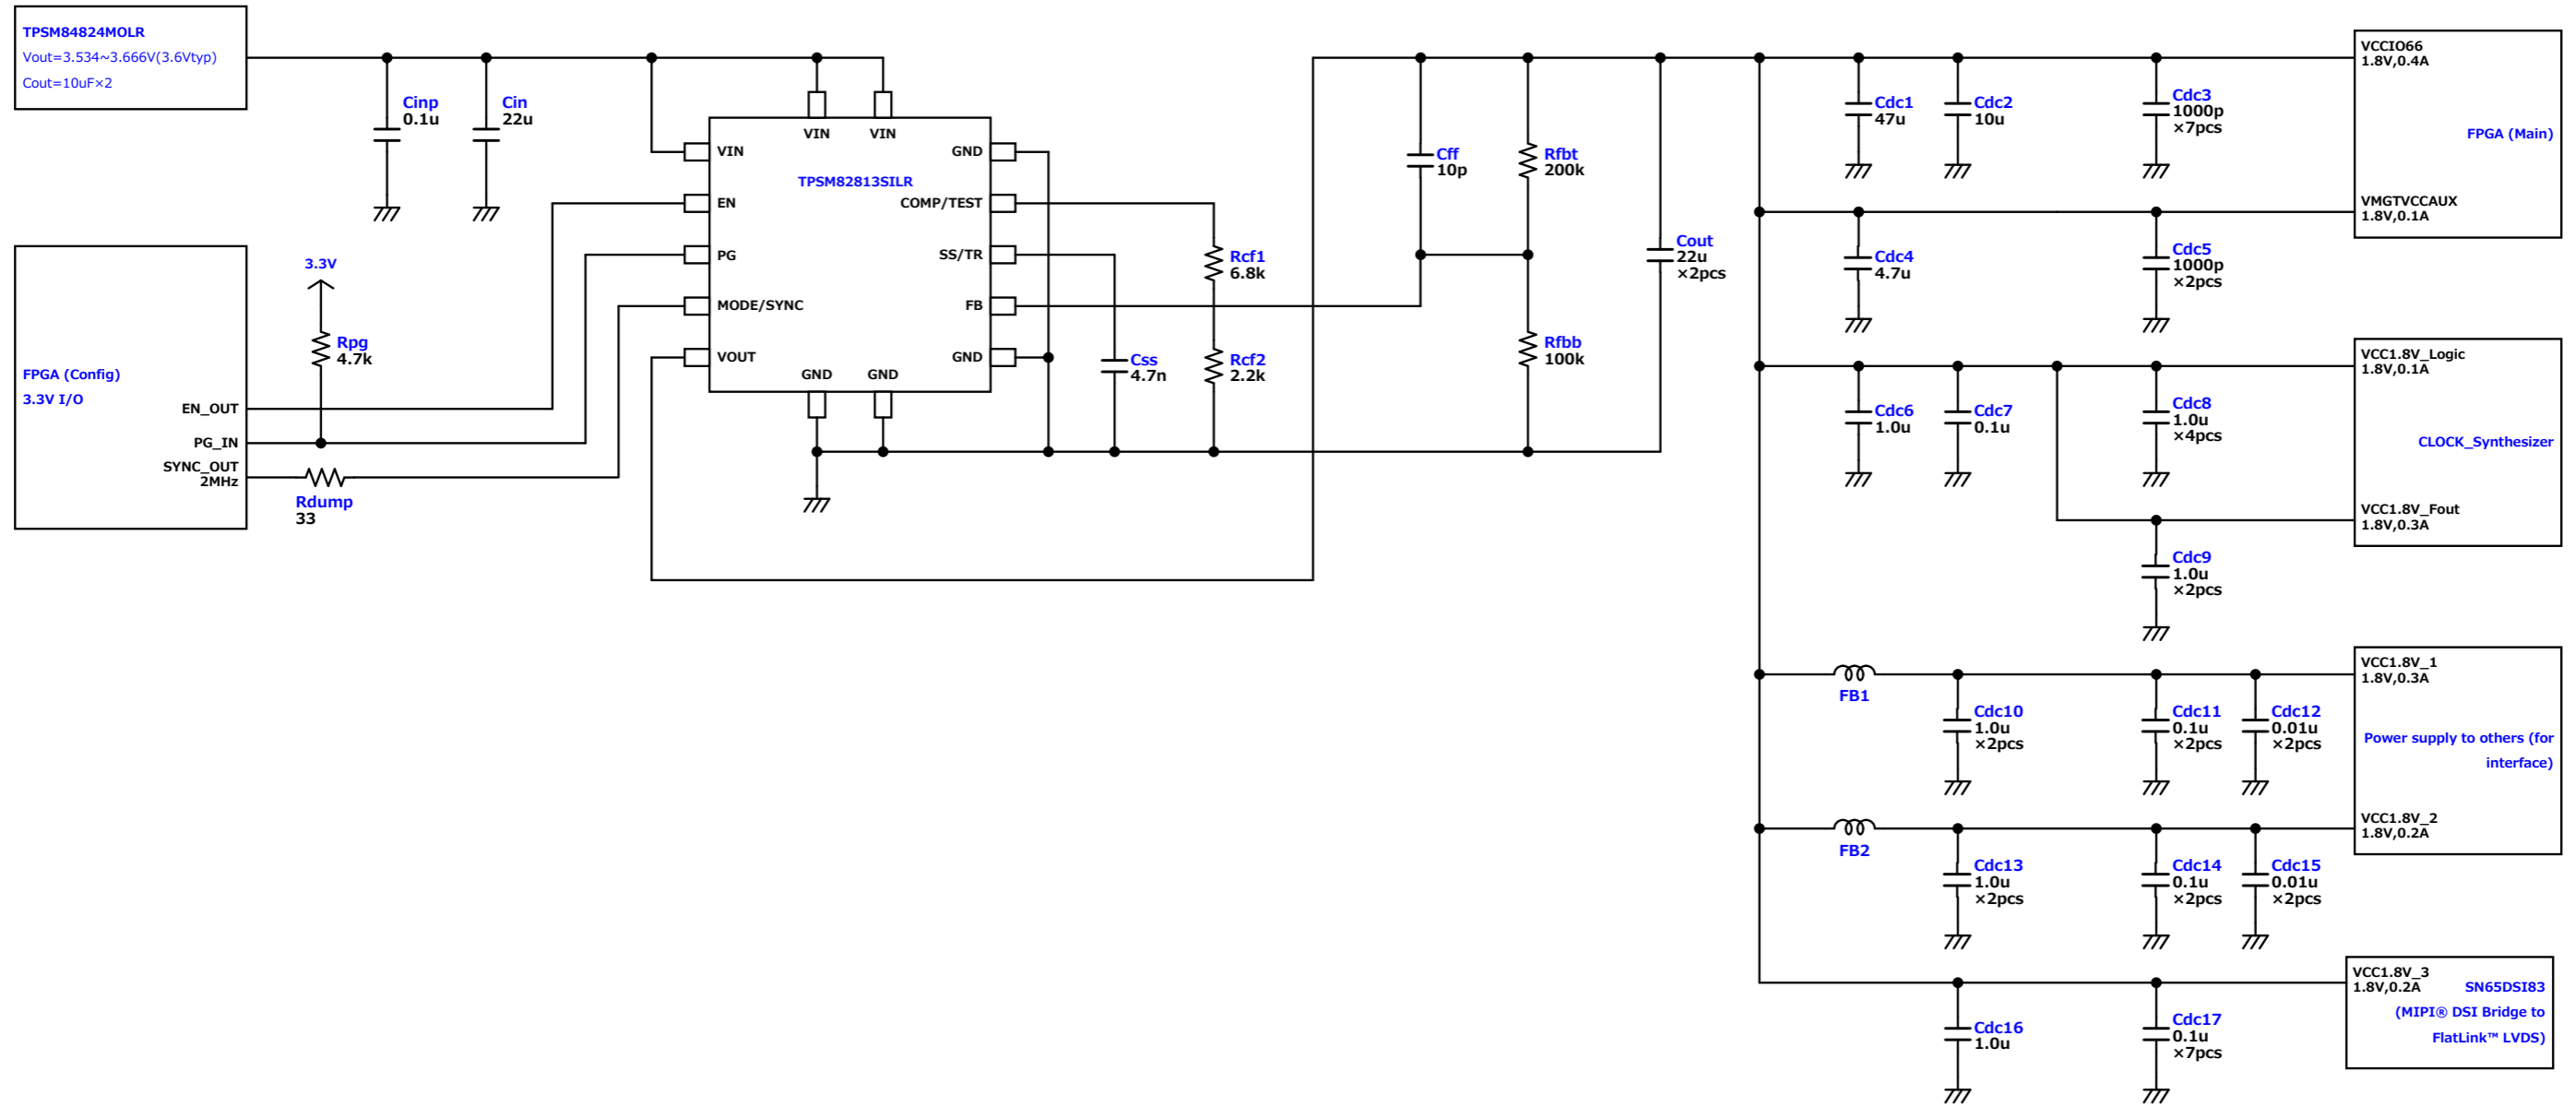 TPSM84824MOLR
Vout=3.534~3.666V(3.6Vtyp)
Cout=10uF×2
Cinp
0.1u
Cin
22u
VIN
VIN
VIN
EN
PG
MODE/SYNC
VOUT
TPSM82813SILR
GND
COMP/TEST
SS/TR
FB
GND
GND
GND
3.3V
Rpg
4.7k
FPGA (Config)
3.3V I/O
EN_OUT
PG_IN
SYNC_OUT
2MHz
Rdump
33
Css
4.7n
Rcf1
6.8k
Rcf2
2.2k
Cff
10p
Rfbt
200k
Rfbb
100k
Cout
22u
×2pcs
Cdc1
47u
Cdc2
10u
Cdc3
1000p
×7pcs
VCCIO66
1.8V,0.4A
FPGA (Main)
VMGTVCCAUX
1.8V,0.1A
Cdc4
4.7u
Cdc5
1000p
×2pcs
VCC1.8V_Logic
1.8V,0.1A
CLOCK_Synthesizer
VCC1.8V_Fout
1.8V,0.3A
Cdc6
1.0u
Cdc7
0.1u
Cdc8
1.0u
×4pcs
Cdc9
1.0u
×2pcs
FB1
Cdc10
1.0u
×2pcs
Cdc11
0.1u
×2pcs
Cdc12
0.01u
×2pcs
VCC1.8V_1
1.8V,0.3A
Power supply to others (for
interface)
VCC1.8V_2
1.8V,0.2A
FB2
Cdc13
1.0u
×2pcs
Cdc14
0.1u
×2pcs
Cdc15
0.01u
×2pcs
VCC1.8V_3
1.8V,0.2A
SN65DSI83
(MIPI® DSI Bridge to
FlatLink™ LVDS)
Cdc16
1.0u
Cdc17
0.1u
×7pcs